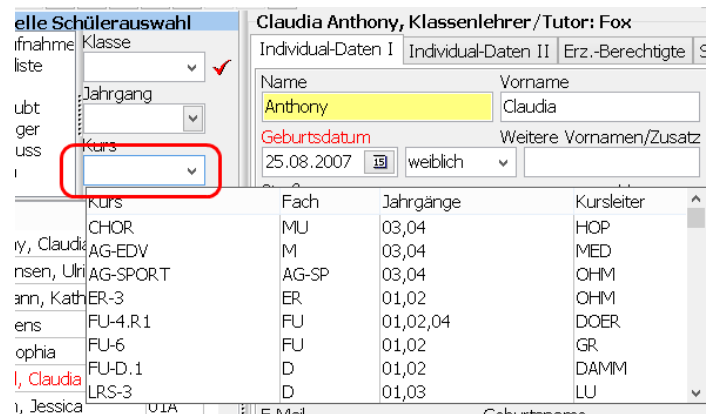 elle Schülerauswahl
Claudia Anthony, Klassenlehrer/Tutor: Fox
ufnahme
Klasse
Individual-Daten I
Individual-Daten II
Erz.-Berechtigte
S
liste
Name
Vorname
Jahrgang
Anthony
Claudia
ubt
ger
Geburtsdatum
Weitere Vornamen/Zusatz
uss
Kurs
25.08.2007
15
weiblich
Kurs Fach Jahrgänge Kursleiter
CHOR MU 03,04 HOP
ny, Claudia
AG-EDV M 03,04 MED
nsen, Ulri
AG-SPORT AG-SP 03,04 OHM
ann, Kath
ER-3 ER 01,02 OHM
ens
FU-4.R1 FU 01,02,04 DOER
ophia
FU-6 FU 01,02 GR
l, Claudia
FU-D.1 D 01,02 DAMM
LRS-3 D 01,03 LU
n, Jessica
01A
E-Mail
Geburtsname